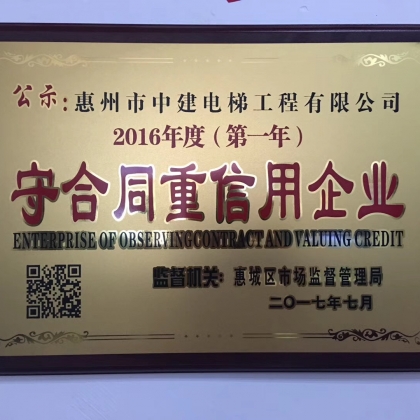 公示：惠州市中建电梯工程有限公司
2016年度（第一年）
守合同重信用企业
ENTERPRISE OF OBSERVINGCONTRACT AND VALUING CREDIT
监督机关：惠城区市场监督管理局
二〇一七年七月